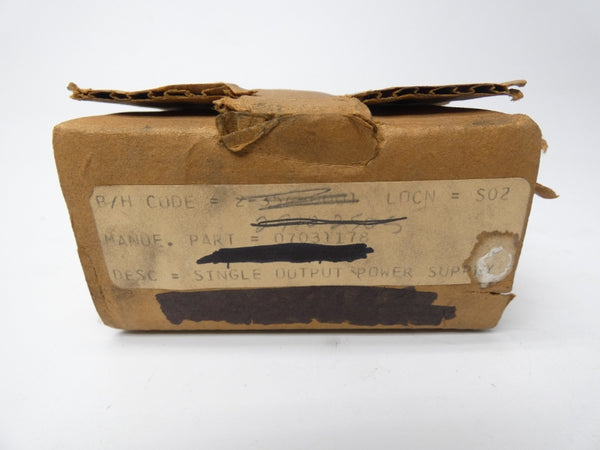 B/H CODE = LOCN = S02
MANUF. PART = 07031178
DESC = SINGLE OUTPUT POWER SUPPLY